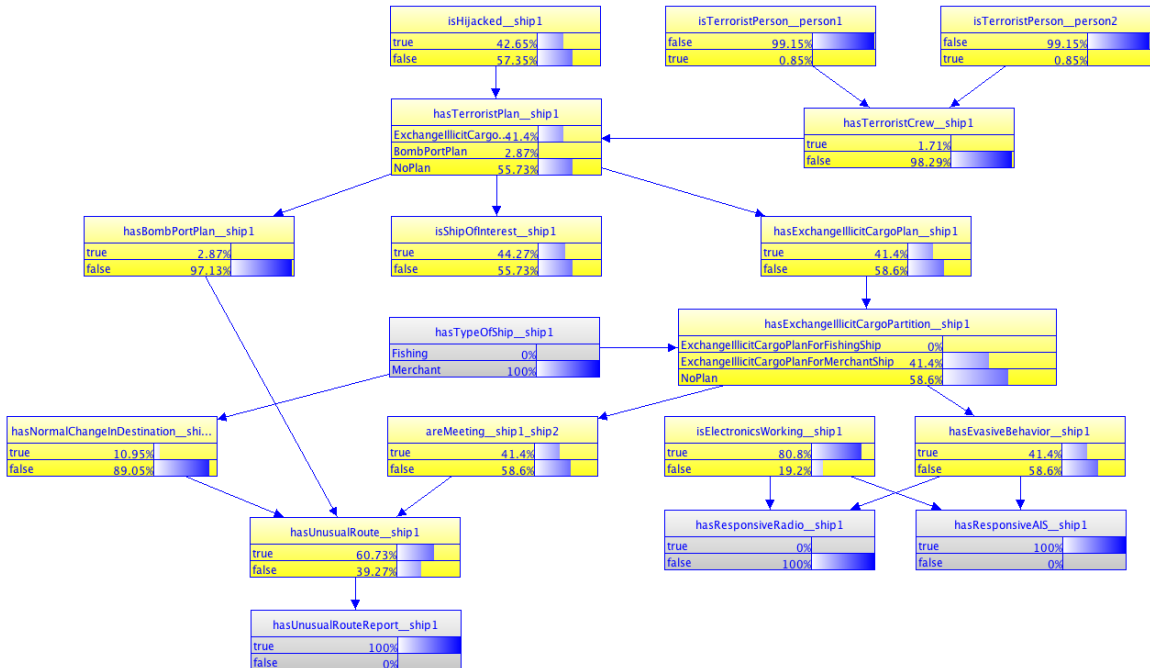 isHijacked__ship1
true 42.65%
false 57.35%
isTerroristPerson__person1
false 99.15%
true 0.85%
isTerroristPerson__person2
false 99.15%
true 0.85%
hasTerroristPlan__ship1
ExchangeIllicitCargo... 41.4%
BombPortPlan 2.87%
NoPlan 55.73%
hasTerroristCrew__ship1
true 1.71%
false 98.29%
hasBombPortPlan__ship1
true 2.87%
false 97.13%
isShipOfInterest__ship1
true 44.27%
false 55.73%
hasExchangeIllicitCargoPlan__ship1
true 41.4%
false 58.6%
hasTypeOfShip__ship1
Fishing 0%
Merchant 100%
hasExchangeIllicitCargoPartition__ship1
ExchangeIllicitCargoPlanForFishingShip 0%
ExchangeIllicitCargoPlanForMerchantShip 41.4%
NoPlan 58.6%
hasNormalChangeInDestination__shi...
true 10.95%
false 89.05%
areMeeting__ship1_ship2
true 41.4%
false 58.6%
isElectronicsWorking__ship1
true 80.8%
false 19.2%
hasEvasiveBehavior__ship1
true 41.4%
false 58.6%
hasUnusualRoute__ship1
true 60.73%
false 39.27%
hasResponsiveRadio__ship1
true 0%
false 100%
hasResponsiveAIS__ship1
true 100%
false 0%
hasUnusualRouteReport__ship1
true 100%
false 0%